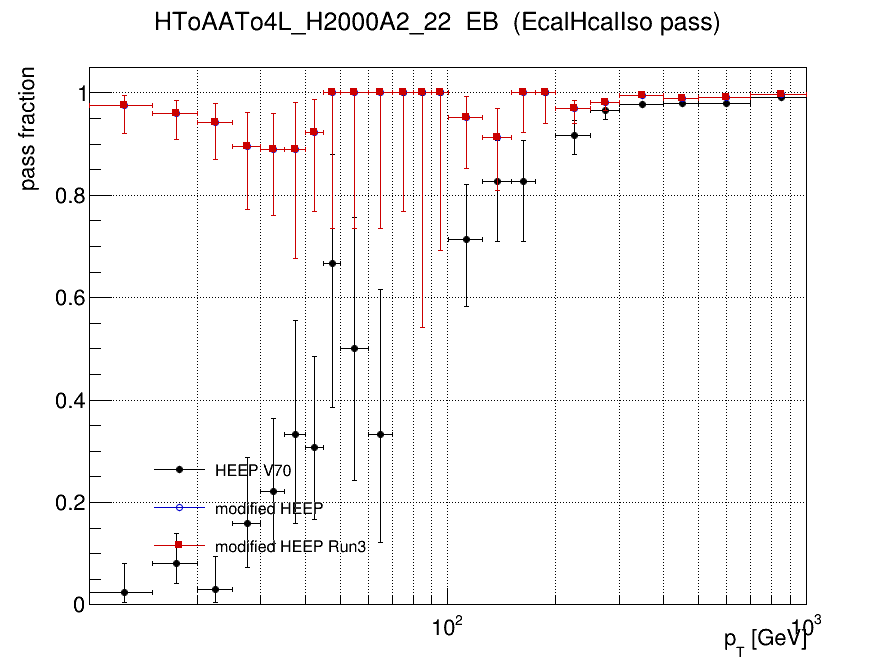 HToAATo4L_H2000A2_22 EB (EcalHcalIso pass)
pass fraction
1
0.8
0.6
0.4
0.2
0
HEEP V70
modified HEEP
modified HEEP Run3
10²
10³
p_T [GeV]